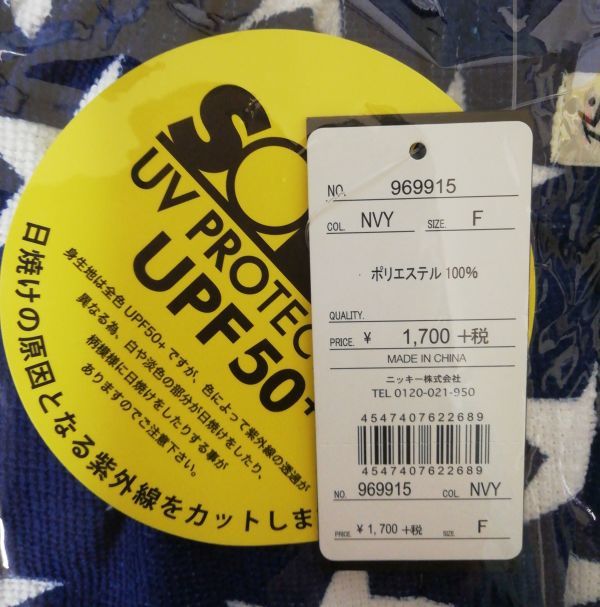 UV PROTEC
UPF50+
身生地は全色UPF50+ですが、色によって紫外線の透過が
異なる為、白や淡色の部分が日焼けをしたり、
柄模様に日焼けをしたりする事が
ありますのでご注意下さい。
日焼けの原因となる紫外線をカットしま
NO. 969915
COL. NVY SIZE. F
ポリエステル 100%
QUALITY.
PRICE. ¥ 1,700 +税
MADE IN CHINA
ニッキー株式会社
TEL 0120-021-950
4547407622689
4547407622689
NO. 969915 COL. NVY
PRICE. ¥1,700 +税 SIZE. F